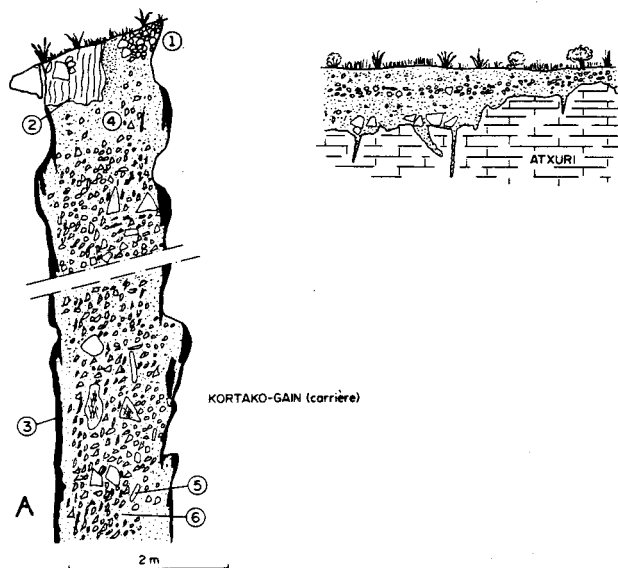 ①
②
④
ATXURI
KORTAKO-GAIN (carrière)
③
⑤
A
⑥
2 m